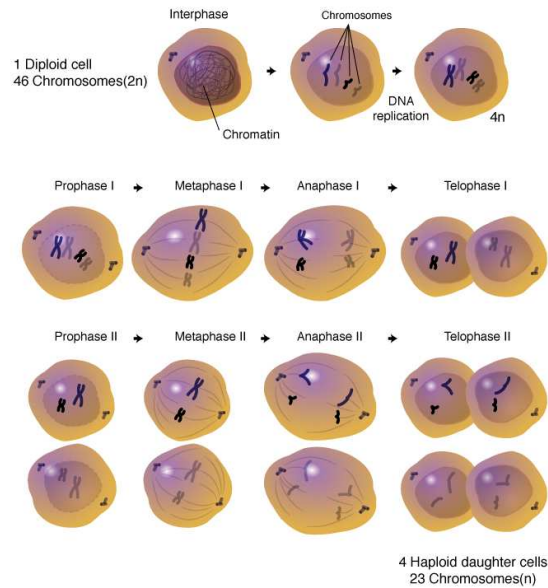 Interphase
Chromosomes
1 Diploid cell
46 Chromosomes(2n)
Chromatin
DNA
replication
4n
Prophase I
Metaphase I
Anaphase I
Telophase I
Prophase II
Metaphase II
Anaphase II
Telophase II
4 Haploid daughter cells
23 Chromosomes(n)